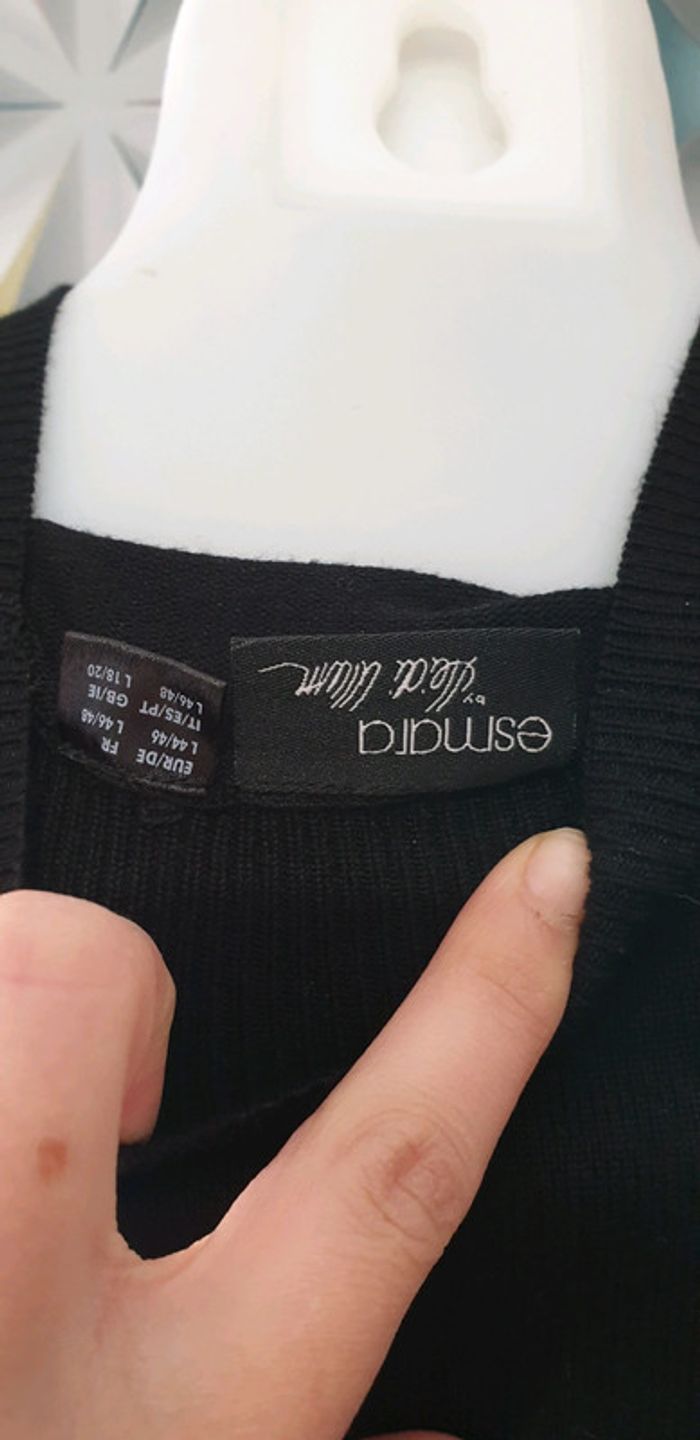 esmara
by Heidi Klum
EUR/DE FR
L 44/46 L 46/48
IT/ES/PT GB/IE
L 46/48 L 18/20